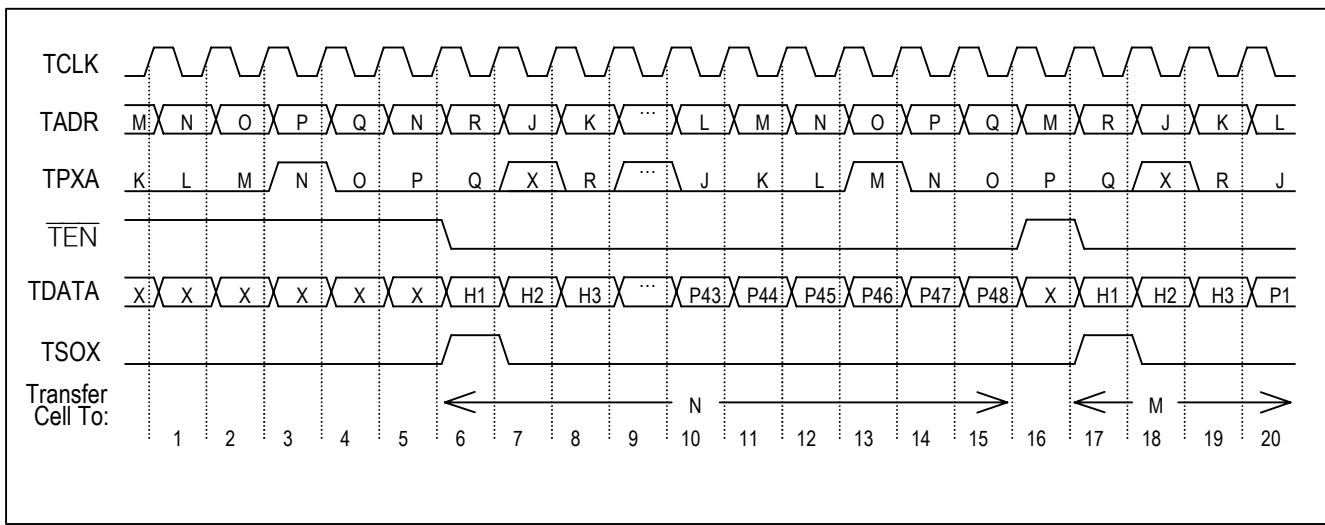 TCLK
TADR M N O P Q N R J K ... L M N O P Q M R J K L
TPXA K L M N O P Q X R ... J K L M N O P Q X R J
TEN
TDATA X X X X X X H1 H2 H3 ... P43 P44 P45 P46 P47 P48 X H1 H2 H3 P1
TSOX
Transfer
Cell To: N M
1 2 3 4 5 6 7 8 9 10 11 12 13 14 15 16 17 18 19 20